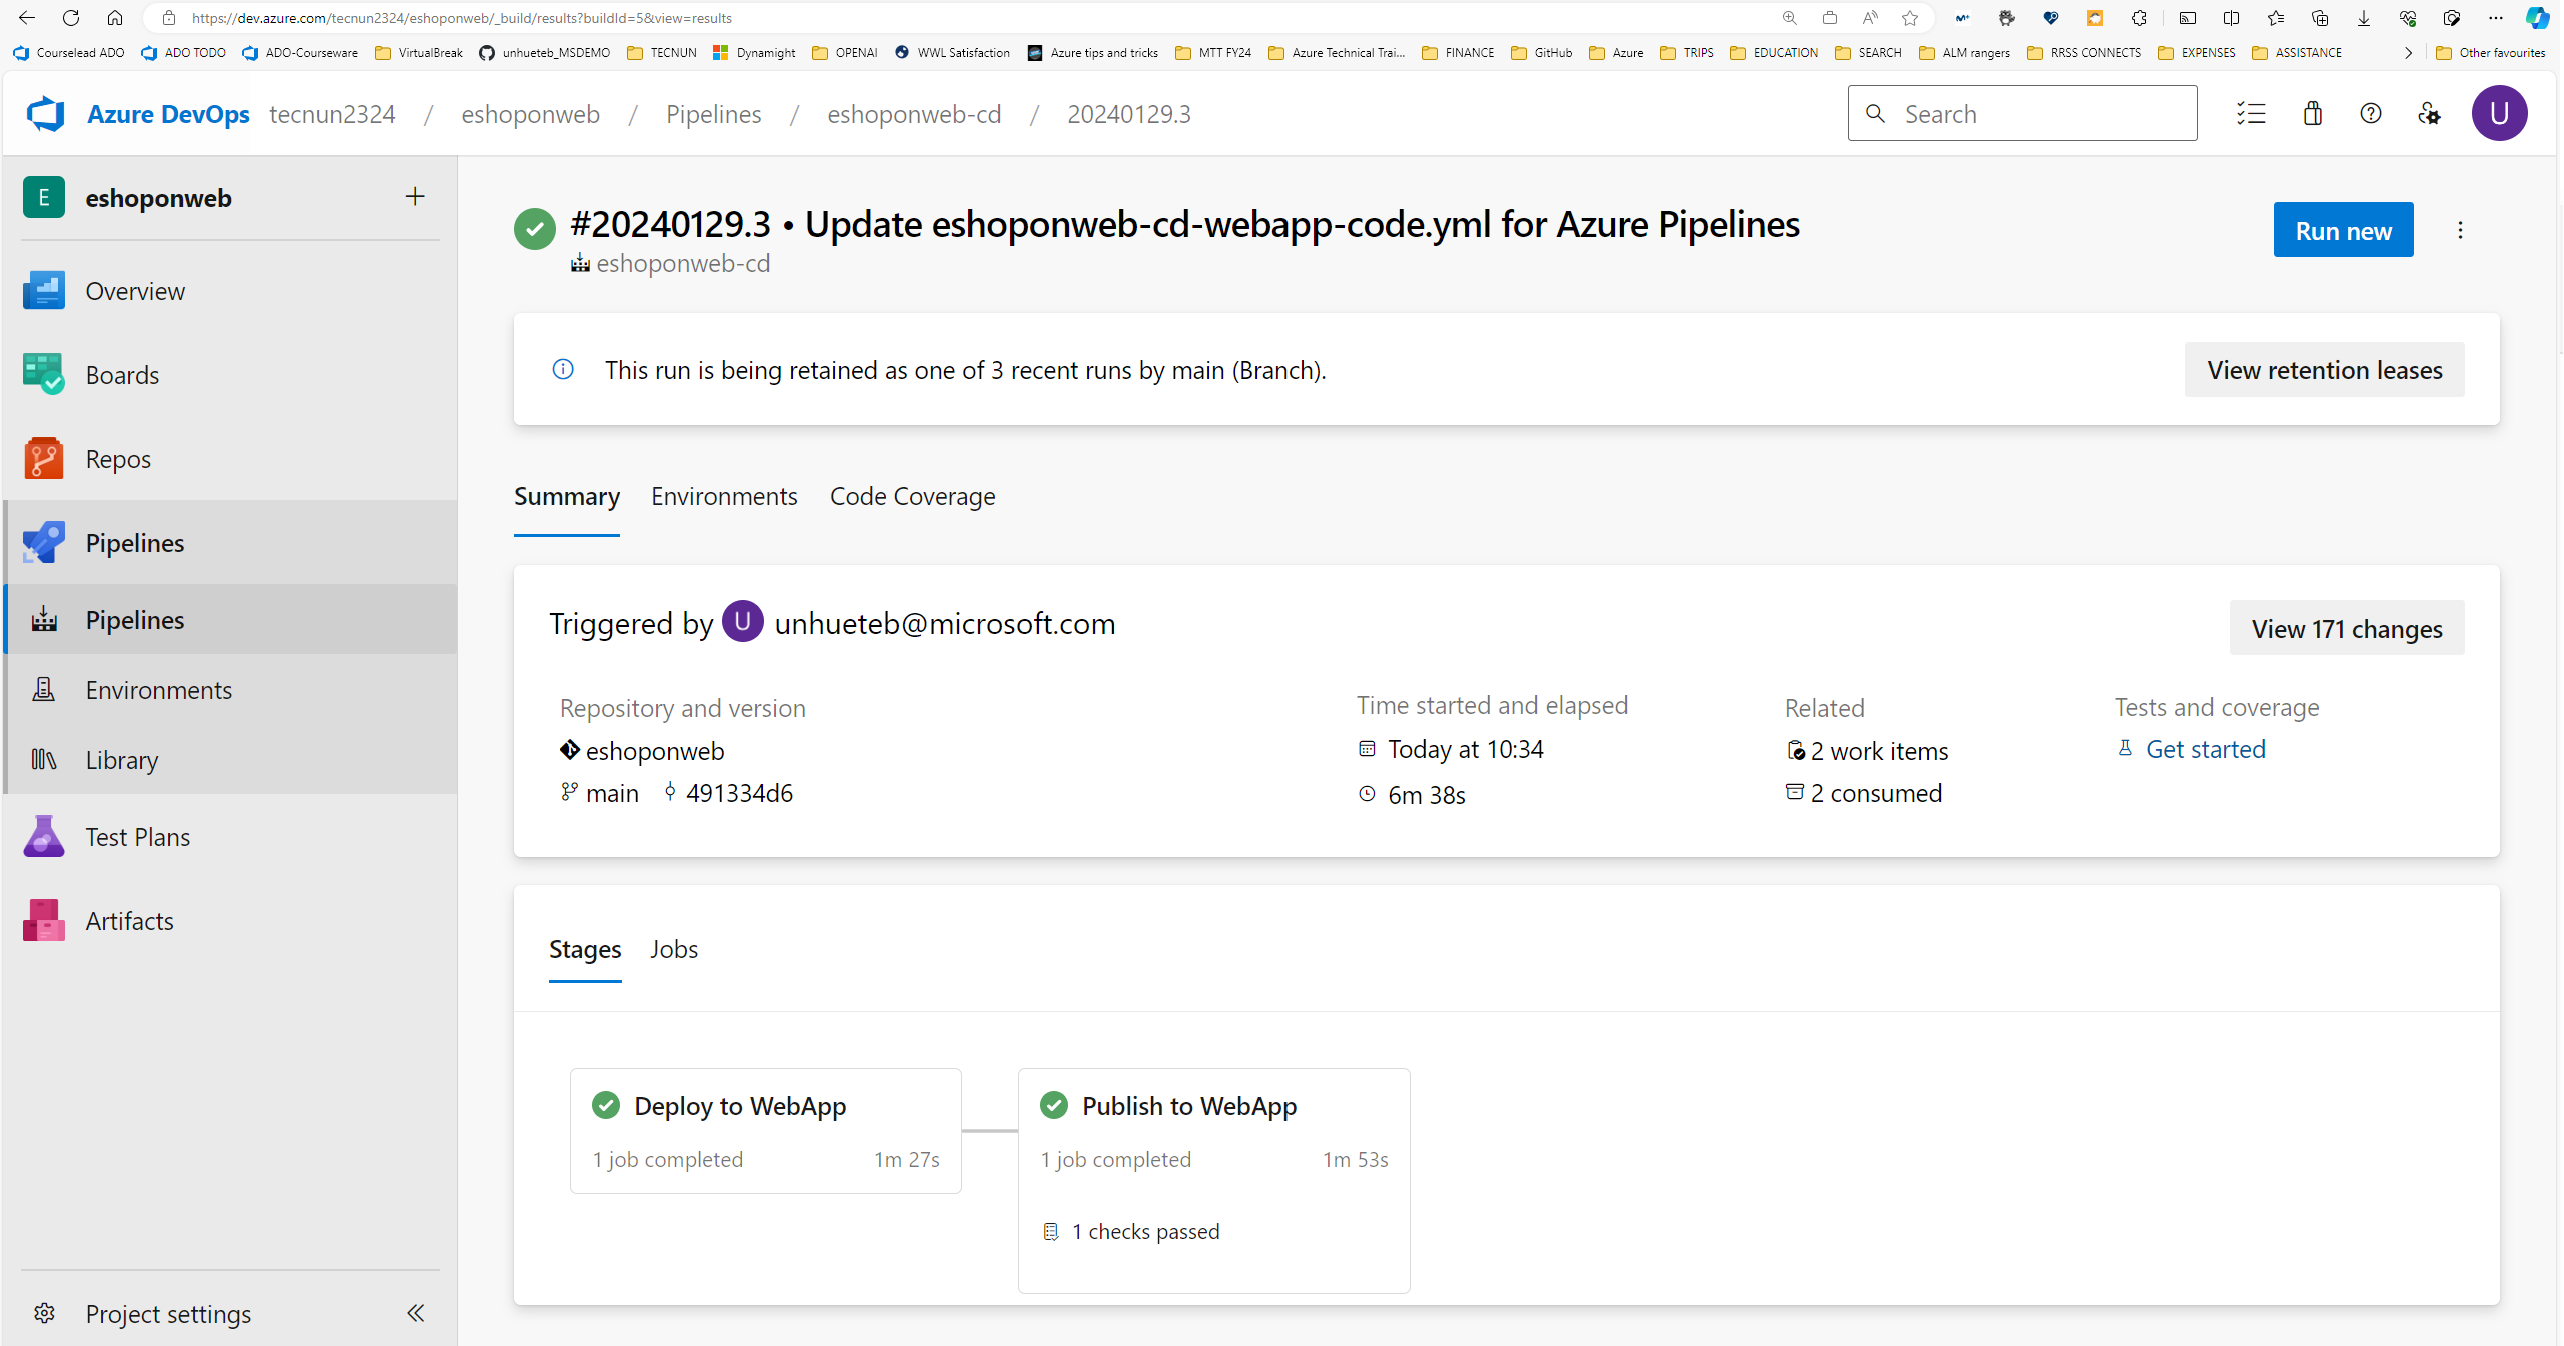 https://dev.azure.com/tecnun2324/eshoponweb/_build/results?buildId=5&view=results
Courselead ADO ADO TODO ADO-Courseware VirtualBreak unhueteb_MSDEMO TECNUN Dynamight OPENAI WWL Satisfaction Azure tips and tricks MTT FY24 Azure Technical Trai... FINANCE GitHub Azure TRIPS EDUCATION SEARCH ALM rangers RRSS CONNECTS EXPENSES ASSISTANCE Other favourites
Azure DevOps tecnun2324 / eshoponweb / Pipelines / eshoponweb-cd / 20240129.3 Search U
E eshoponweb
Overview
Boards
Repos
Pipelines
Pipelines
Environments
Library
Test Plans
Artifacts
Project settings
#20240129.3 • Update eshoponweb-cd-webapp-code.yml for Azure Pipelines
eshoponweb-cd
Run new
This run is being retained as one of 3 recent runs by main (Branch).
View retention leases
Summary Environments Code Coverage
Triggered by U unhueteb@microsoft.com
View 171 changes
Repository and version
eshoponweb
main 491334d6
Time started and elapsed
Today at 10:34
6m 38s
Related
2 work items
2 consumed
Tests and coverage
Get started
Stages Jobs
Deploy to WebApp
1 job completed 1m 27s
Publish to WebApp
1 job completed 1m 53s
1 checks passed